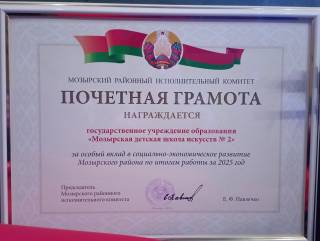 МОЗЫРСКИЙ РАЙОННЫЙ ИСПОЛНИТЕЛЬНЫЙ КОМИТЕТ
ПОЧЕТНАЯ ГРАМОТА
НАГРАЖДАЕТСЯ
государственное учреждение образования
«Мозырская детская школа искусств № 2»
за особый вклад в социально-экономическое развитие
Мозырского района по итогам работы за 2025 год
Председатель
Мозырского районного
исполнительного комитета
Е. Ф. Павлечко